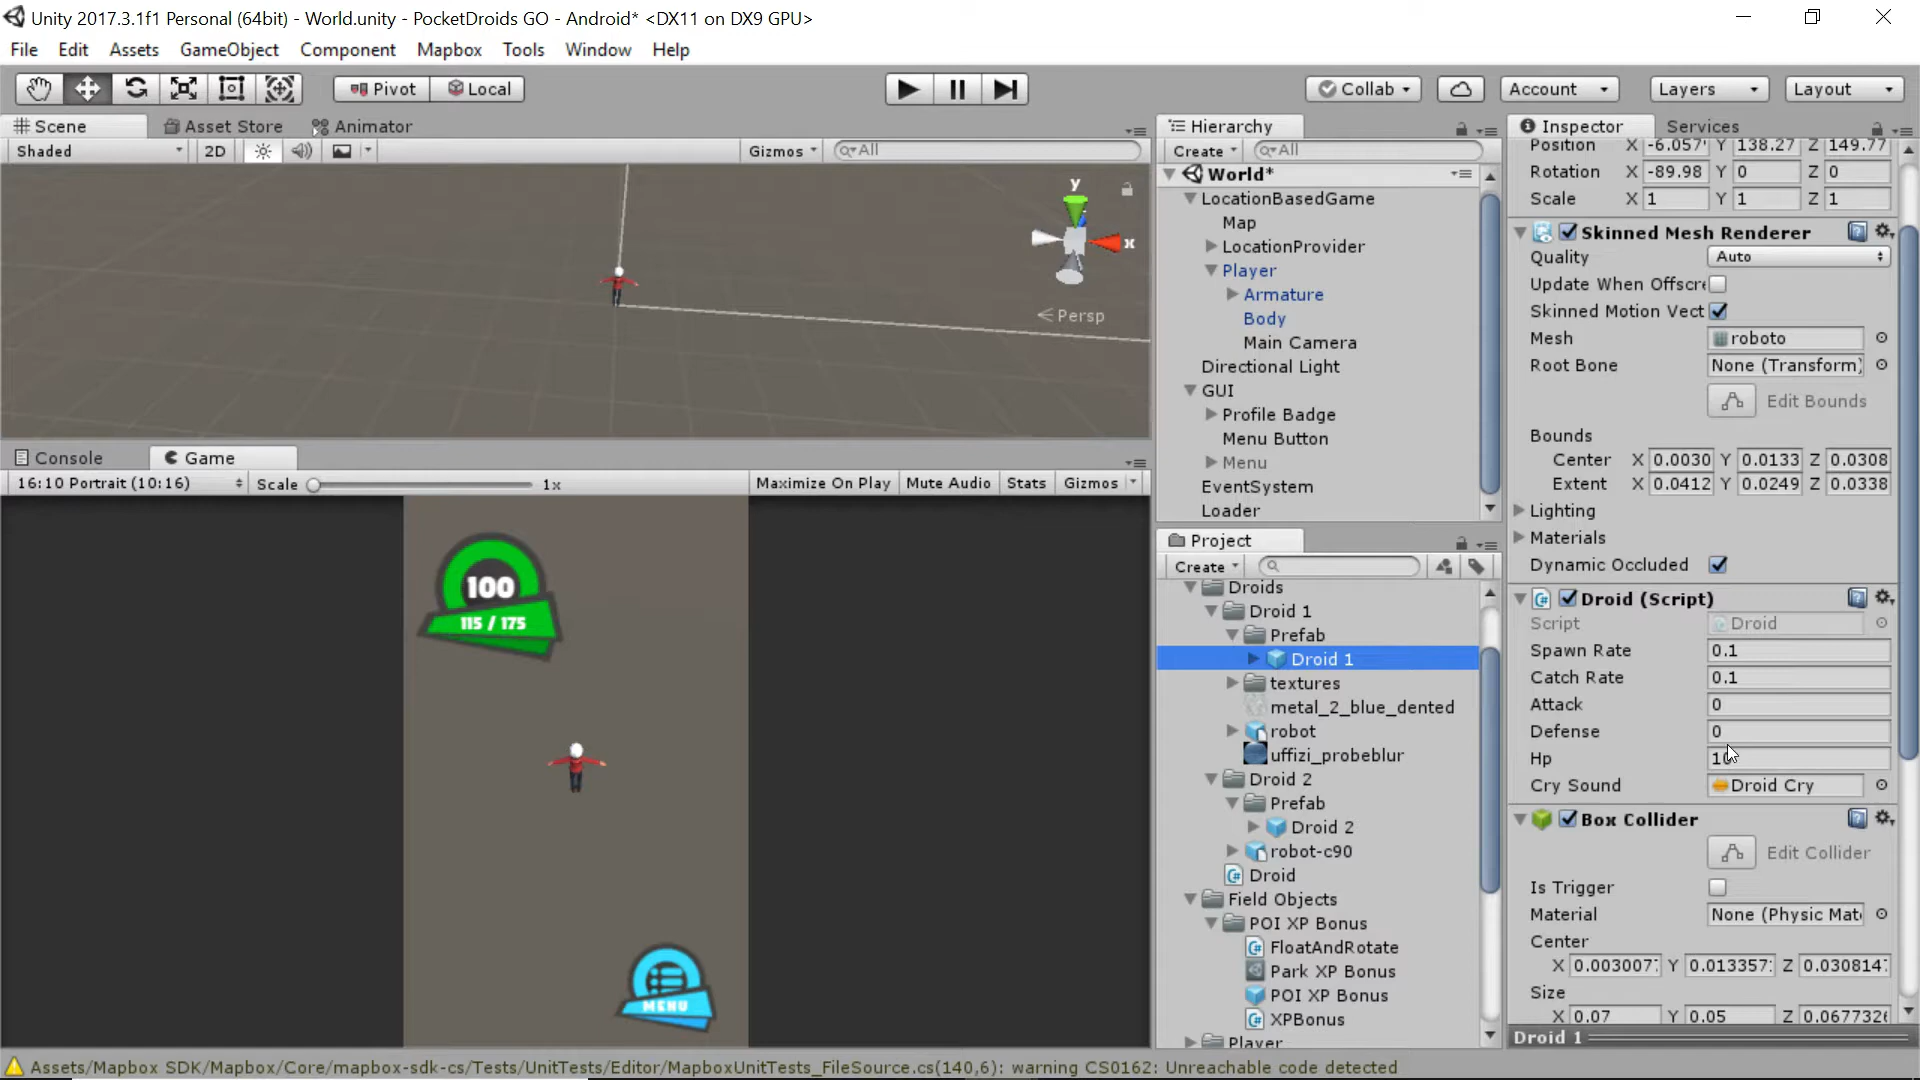 Unity 2017.3.1f1 Personal (64bit) - World.unity - PocketDroids GO - Android* <DX11 on DX9 GPU>
File Edit Assets GameObject Component Mapbox Tools Window Help
Pivot Local Collab Account Layers Layout
Scene Asset Store Animator
Shaded 2D Gizmos All
y
x
Persp
Console Game
16:10 Portrait (10:16) Scale 1x Maximize On Play Mute Audio Stats Gizmos
100
115 / 175
MENU
Hierarchy
Create All
World*
LocationBasedGame
Map
LocationProvider
Player
Armature
Body
Main Camera
Directional Light
GUI
Profile Badge
Menu Button
Menu
EventSystem
Loader
Project
Create
Droids
Droid 1
Prefab
Droid 1
textures
metal_2_blue_dented
robot
uffizi_probeblur
Droid 2
Prefab
Droid 2
robot-c90
Droid
Field Objects
POI XP Bonus
FloatAndRotate
Park XP Bonus
POI XP Bonus
XPBonus
Player
Inspector Services
Position X -6.057 Y 138.27 Z 149.77
Rotation X -89.98 Y 0 Z 0
Scale X 1 Y 1 Z 1
Skinned Mesh Renderer
Quality Auto
Update When Offscre
Skinned Motion Vect
Mesh roboto
Root Bone None (Transform)
Edit Bounds
Bounds
Center X 0.0030 Y 0.0133 Z 0.0308
Extent X 0.0412 Y 0.0249 Z 0.0338
Lighting
Materials
Dynamic Occluded
Droid (Script)
Script Droid
Spawn Rate 0.1
Catch Rate 0.1
Attack 0
Defense 0
Hp
Cry Sound Droid Cry
Box Collider
Edit Collider
Is Trigger
Material None (Physic Mat
Center
X 0.003007 Y 0.013357 Z 0.030814
Size
X 0.07 Y 0.05 Z 0.067732
Droid 1
Assets/Mapbox SDK/Mapbox/Core/mapbox-sdk-cs/Tests/UnitTests/Editor/MapboxUnitTests_FileSource.cs(140,6): warning CS0162: Unreachable code detected